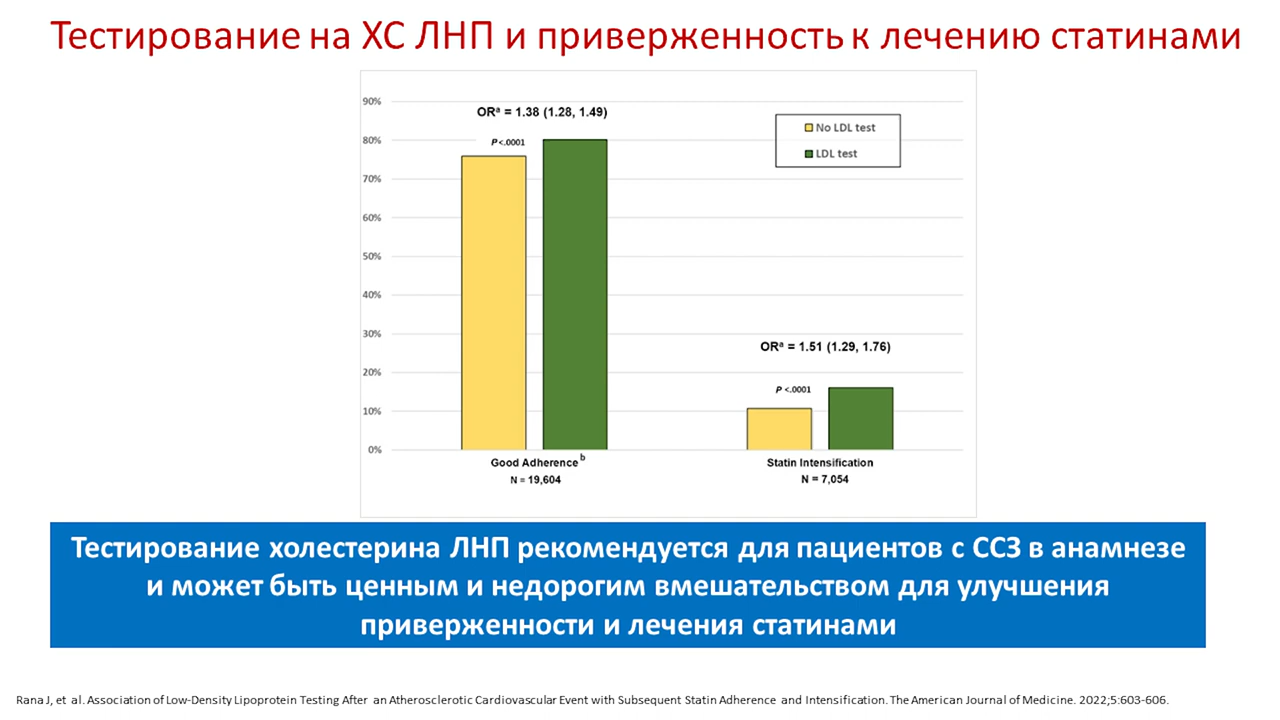 Тестирование на ХС ЛНП и приверженность к лечению статинами
90%
80%
70%
60%
50%
40%
30%
20%
10%
0%
ORᵃ = 1.38 (1.28, 1.49)
P <.0001
No LDL test
LDL test
ORᵃ = 1.51 (1.29, 1.76)
P <.0001
Good Adherence ᵇ
N = 19,604
Statin Intensification
N = 7,054
Тестирование холестерина ЛНП рекомендуется для пациентов с ССЗ в анамнезе
и может быть ценным и недорогим вмешательством для улучшения
приверженности и лечения статинами
Rana J, et al. Association of Low-Density Lipoprotein Testing After an Atherosclerotic Cardiovascular Event with Subsequent Statin Adherence and Intensification. The American Journal of Medicine. 2022;5:603-606.